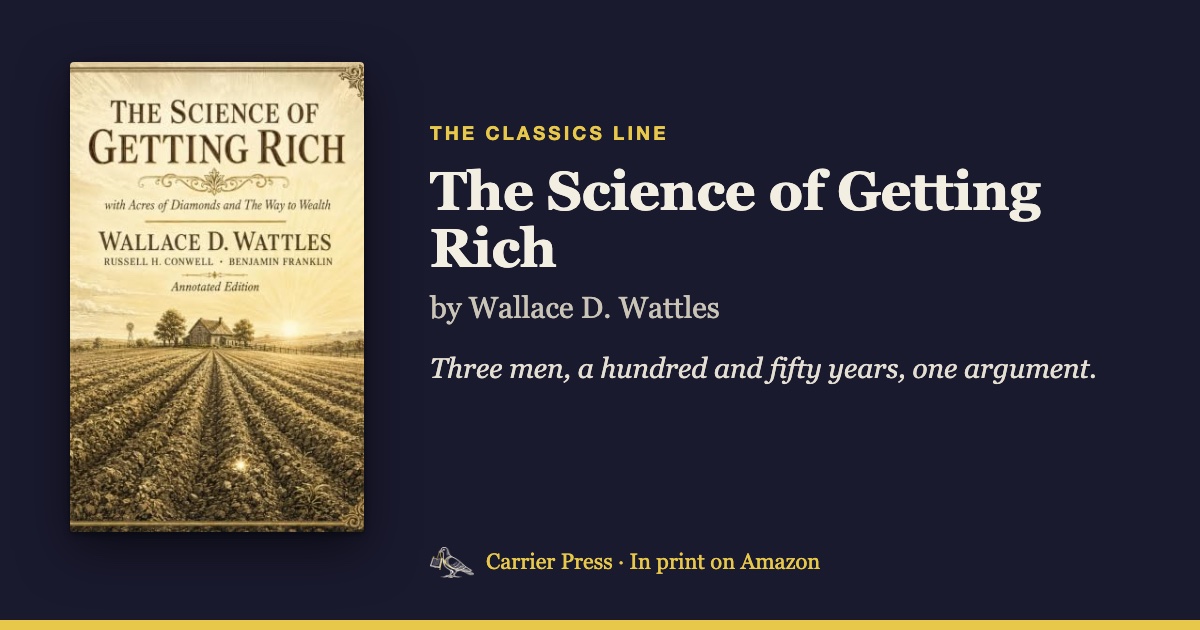 THE SCIENCE OF
GETTING RICH
with Acres of Diamonds and The Way to Wealth
WALLACE D. WATTLES
RUSSELL H. CONWELL · BENJAMIN FRANKLIN
Annotated Edition
THE CLASSICS LINE
The Science of Getting
Rich
by Wallace D. Wattles
Three men, a hundred and fifty years, one argument.
Carrier Press · In print on Amazon